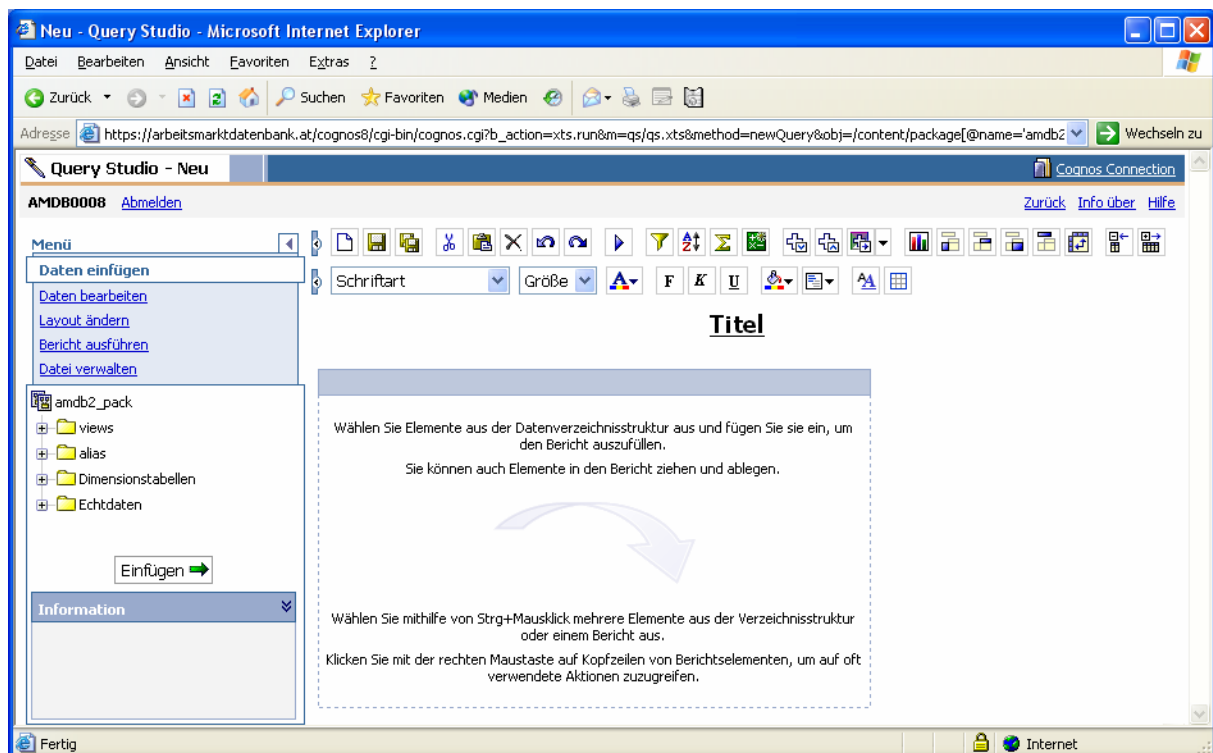 Neu - Query Studio - Microsoft Internet Explorer
Datei Bearbeiten Ansicht Favoriten Extras ?
Zurück Suchen Favoriten Medien
Adresse https://arbeitsmarktdatenbank.at/cognos8/cgi-bin/cognos.cgi?b_action=xts.run&m=qs/qs.xts&method=newQuery&obj=/content/package[@name='amdb2 Wechseln zu
Query Studio - Neu Cognos Connection
AMDB0008 Abmelden Zurück Info über Hilfe
Menü
Daten einfügen
Daten bearbeiten
Layout ändern
Bericht ausführen
Datei verwalten
amdb2_pack
views
alias
Dimensionstabellen
Echtdaten
Einfügen
Information
Schriftart Größe A F K U A A
Titel
Wählen Sie Elemente aus der Datenverzeichnisstruktur aus und fügen Sie sie ein, um
den Bericht auszufüllen.
Sie können auch Elemente in den Bericht ziehen und ablegen.
Wählen Sie mithilfe von Strg+Mausklick mehrere Elemente aus der Verzeichnisstruktur
oder einem Bericht aus.
Klicken Sie mit der rechten Maustaste auf Kopfzeilen von Berichtselementen, um auf oft
verwendete Aktionen zuzugreifen.
Fertig Internet